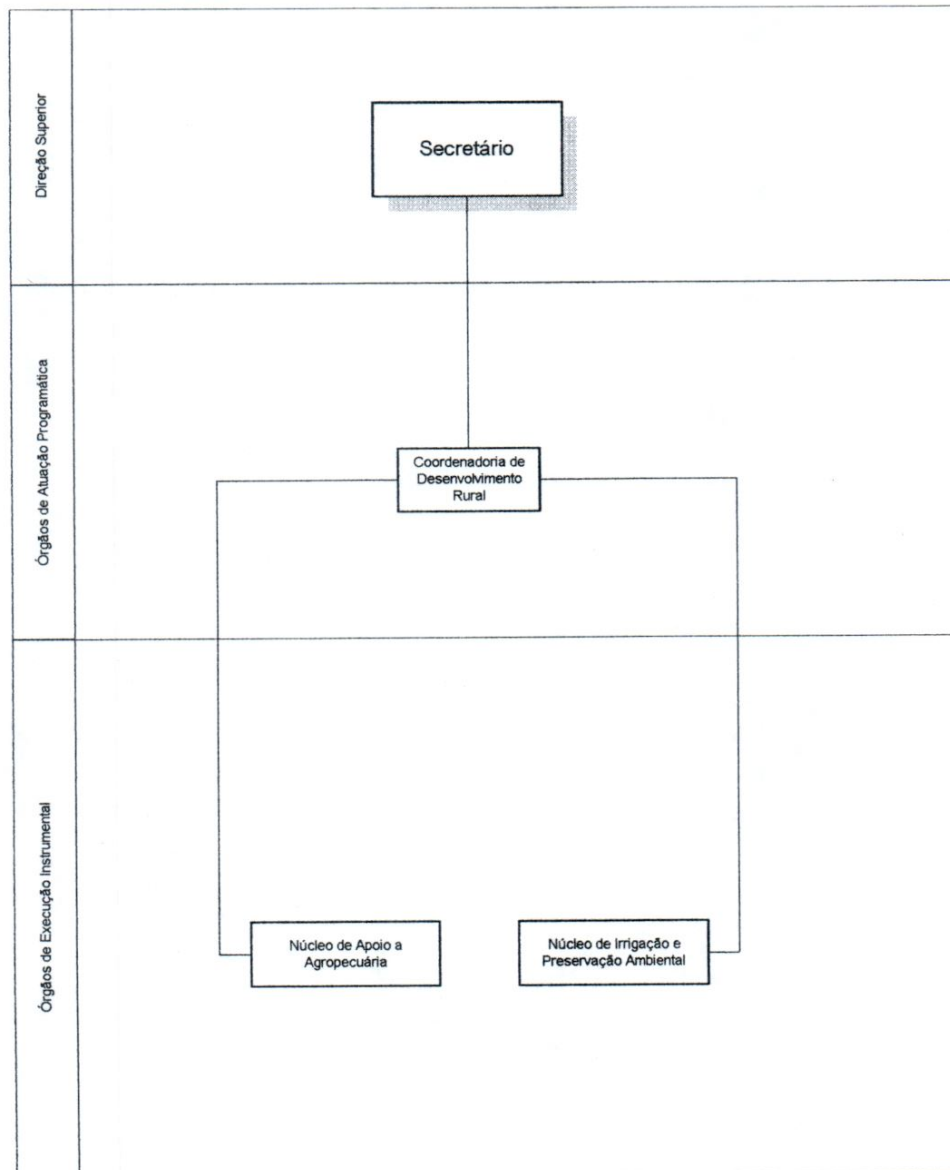 Direção Superior
Secretário
Órgãos de Atuação Programática
Coordenadoria de
Desenvolvimento
Rural
Órgãos de Execução Instrumental
Núcleo de Apoio a
Agropecuária
Núcleo de Irrigação e
Preservação Ambiental